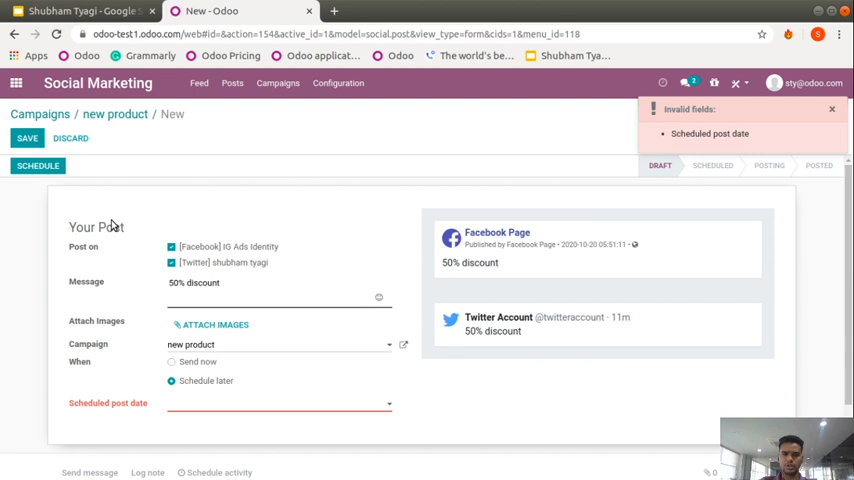 Shubham Tyagi - Google S
New - Odoo
odoo-test1.odoo.com/web#id=&action=154&active_id=1&model=social.post&view_type=form&cids=1&menu_id=118
Apps
Odoo
Grammarly
Odoo Pricing
Odoo applicat...
Odoo
The world's be...
Shubham Tya...
Social Marketing
Feed
Posts
Campaigns
Configuration
2
sty@odoo.com
Campaigns / new product / New
Invalid fields:
• Scheduled post date
SAVE
DISCARD
SCHEDULE
DRAFT
SCHEDULED
POSTING
POSTED
Your Post
Post on
[Facebook] IG Ads Identity
[Twitter] shubham tyagi
Message
50% discount
Attach Images
ATTACH IMAGES
Campaign
new product
When
Send now
Schedule later
Scheduled post date
Facebook Page
Published by Facebook Page • 2020-10-20 05:51:11 •
50% discount
Twitter Account @twitteraccount · 11m
50% discount
Send message
Log note
Schedule activity
0